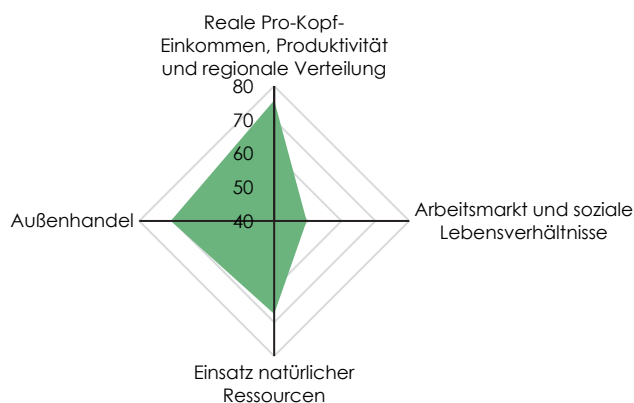 Reale Pro-Kopf-
Einkommen, Produktivität
und regionale Verteilung
80
70
60
50
40
Außenhandel
Arbeitsmarkt und soziale
Lebensverhältnisse
Einsatz natürlicher
Ressourcen